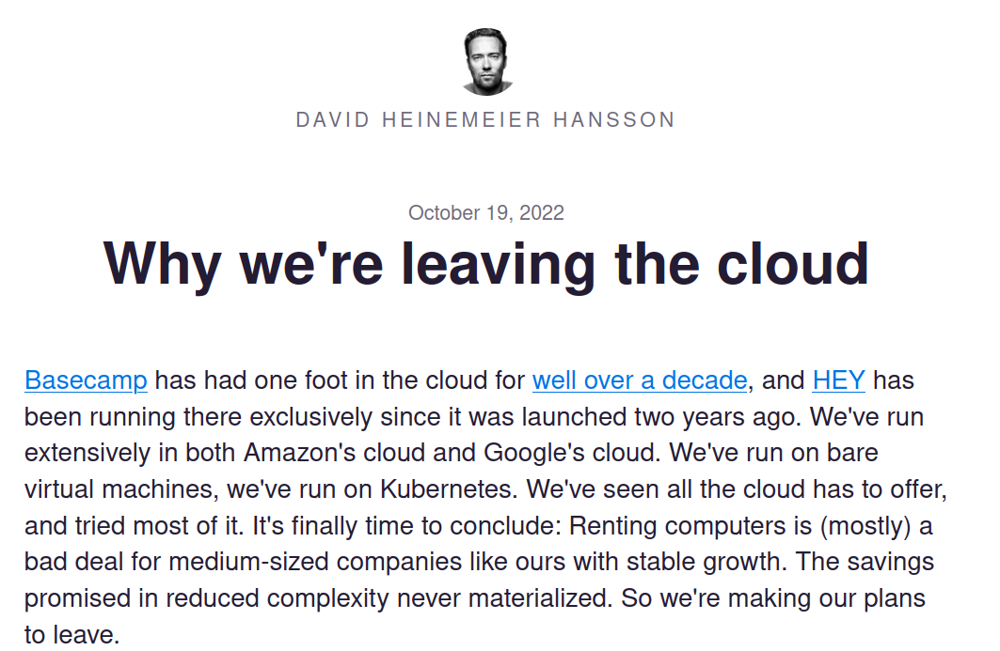 DAVID HEINEMEIER HANSSON
October 19, 2022
Why we're leaving the cloud
Basecamp has had one foot in the cloud for well over a decade, and HEY has
been running there exclusively since it was launched two years ago. We've run
extensively in both Amazon's cloud and Google's cloud. We've run on bare
virtual machines, we've run on Kubernetes. We've seen all the cloud has to offer,
and tried most of it. It's finally time to conclude: Renting computers is (mostly) a
bad deal for medium-sized companies like ours with stable growth. The savings
promised in reduced complexity never materialized. So we're making our plans
to leave.